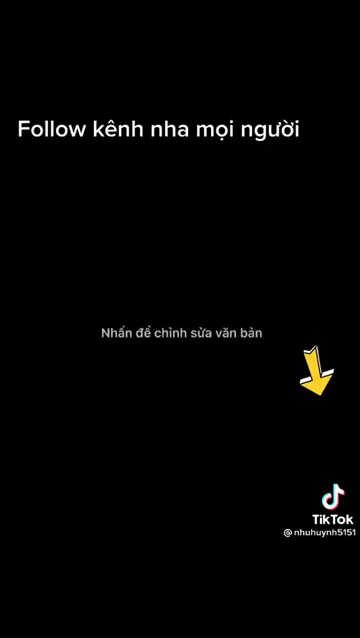 Follow kênh nha mọi người
Nhấn để chỉnh sửa văn bản
TikTok
@nhuhuynh5151